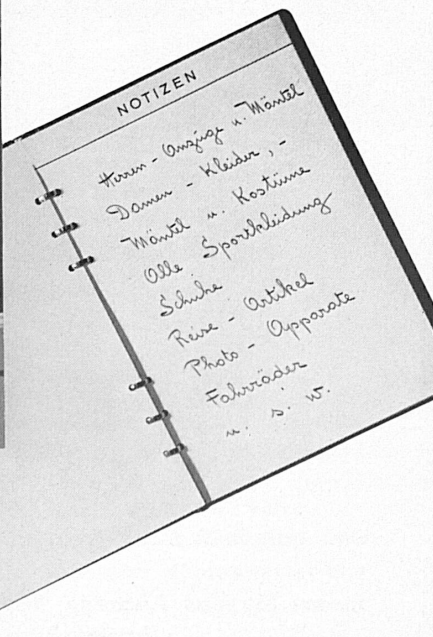 NOTIZEN
Herren - Anzüge u. Mäntel
Damen - Kleider, -
Mäntel u. Kostüme
Alle Sportkleidung
Schuhe
Reise - Artikel
Photo - Apparate
Fahrräder
u. s. w.